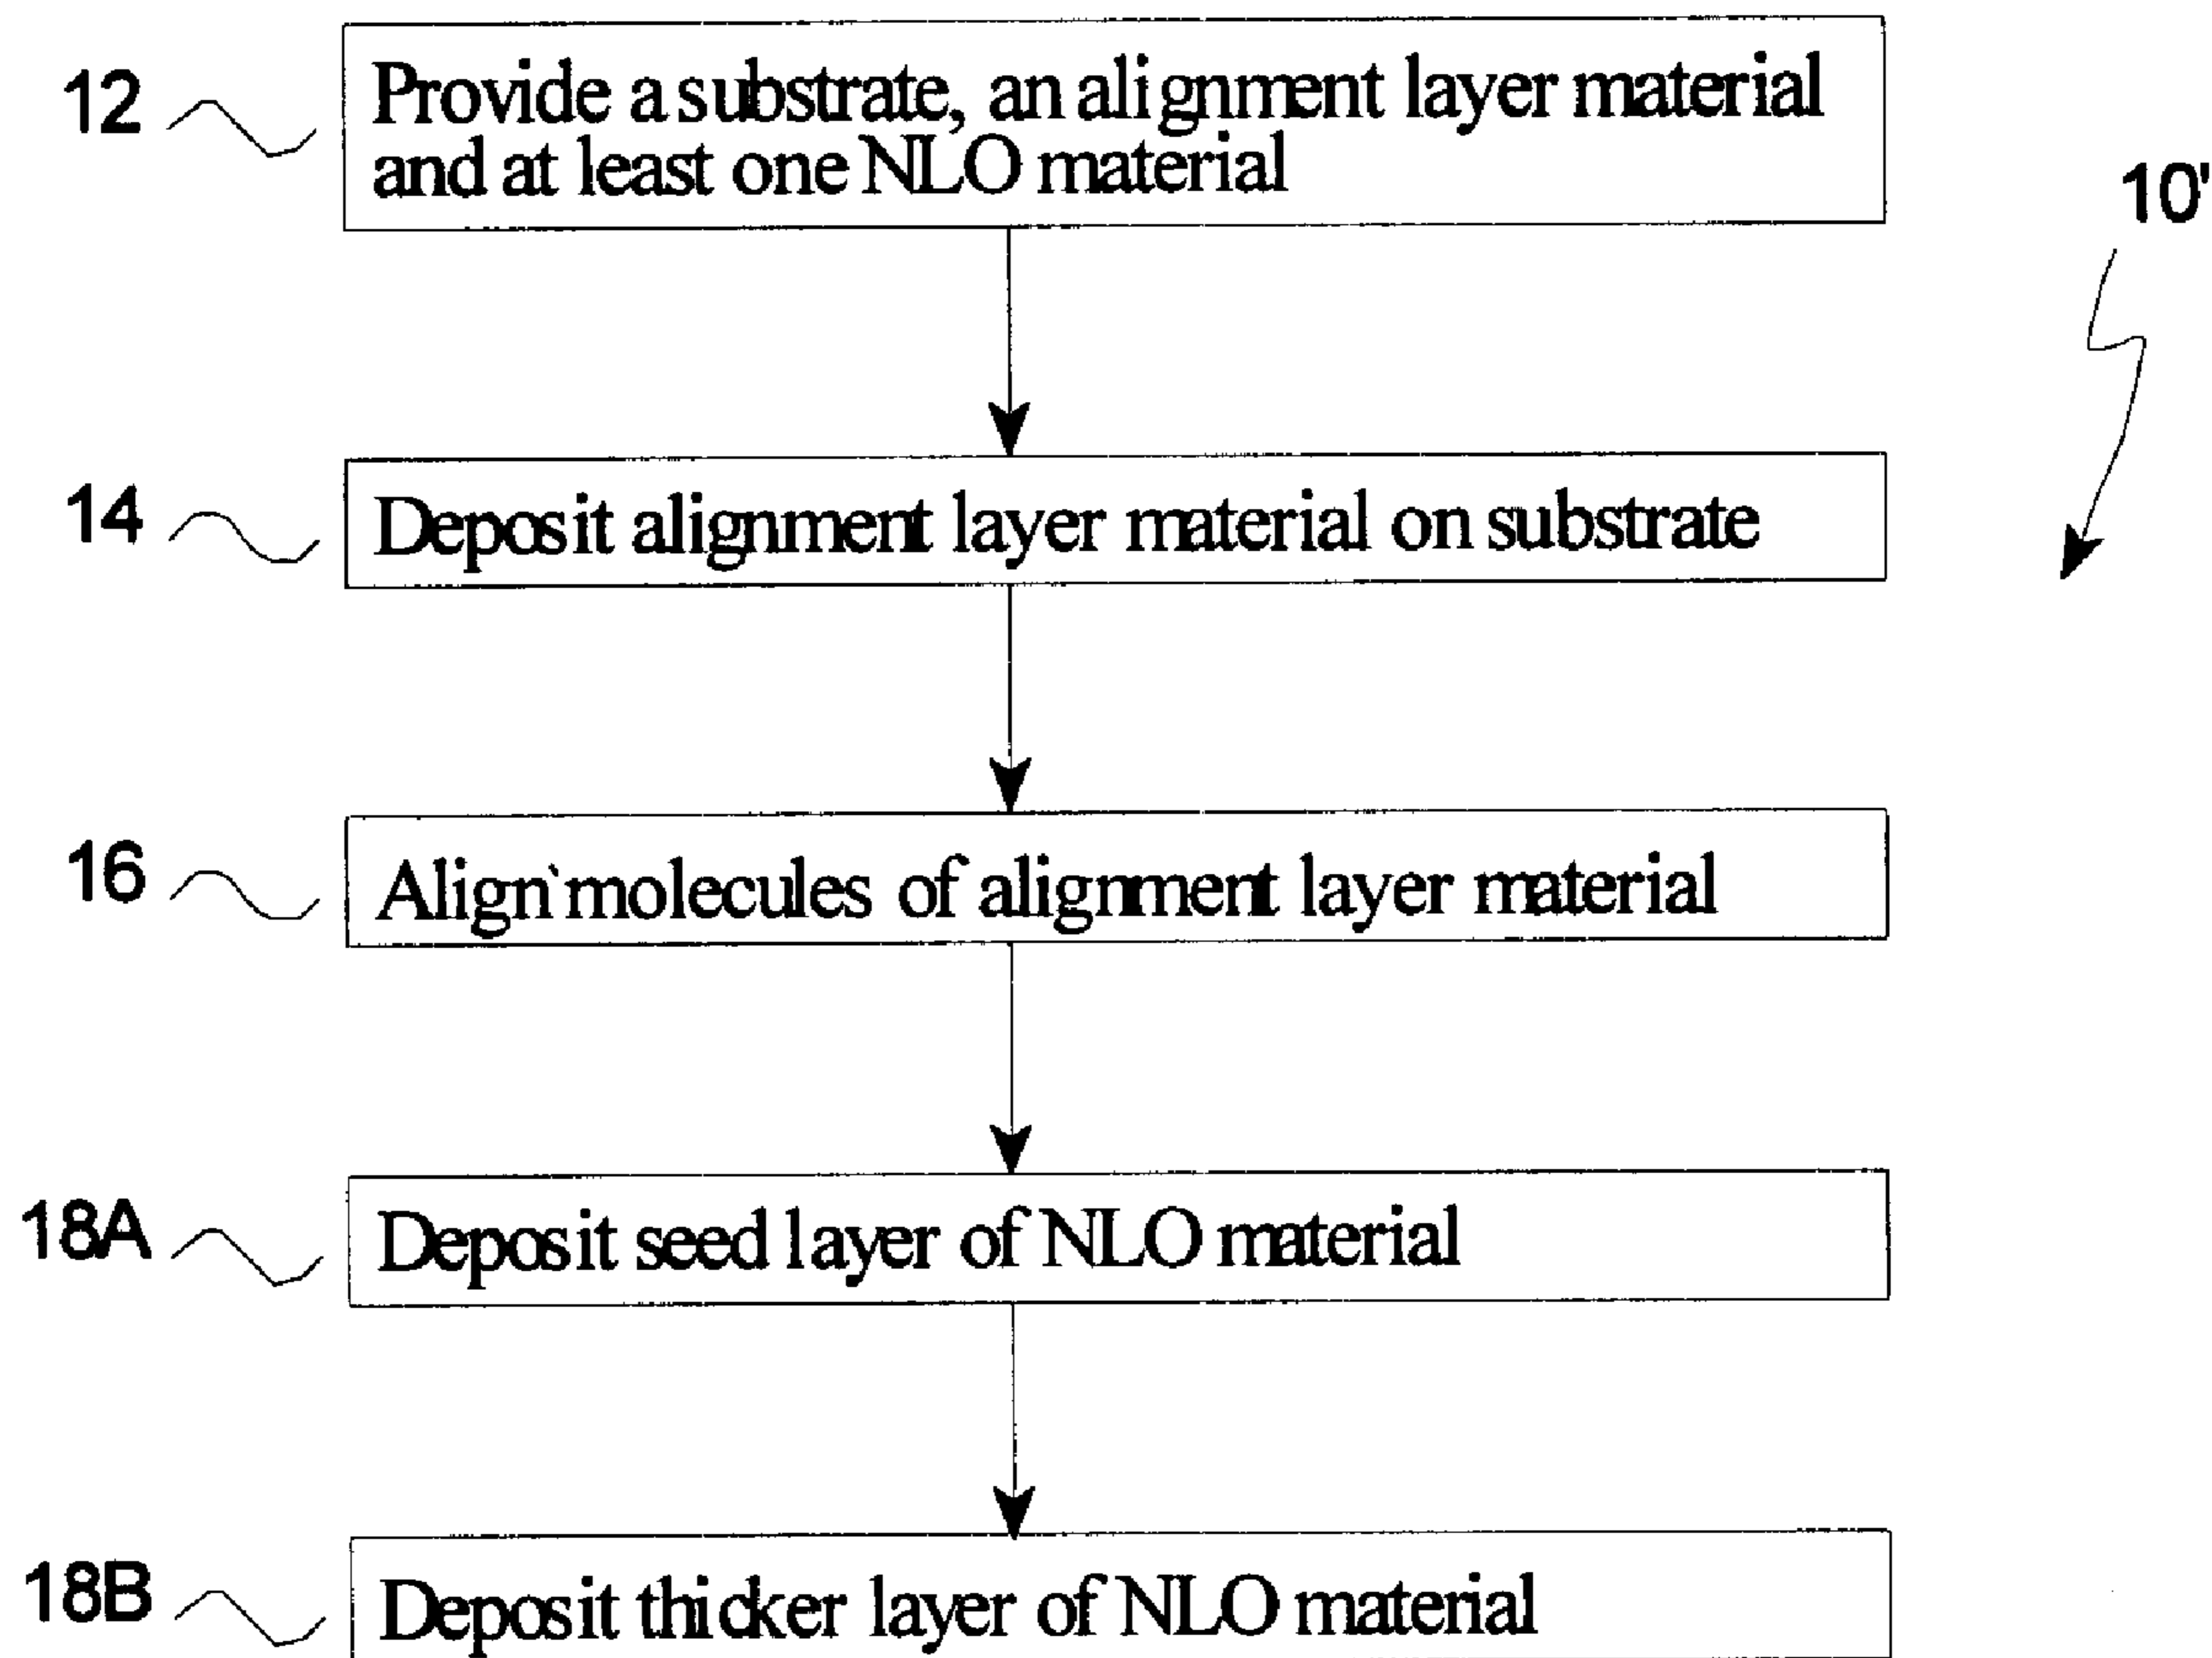 12
Provide a substrate, an alignment layer material
and at least one NLO material
10'
14
Deposit alignment layer material on substrate
16
Align molecules of alignment layer material
18A
Deposit seed layer of NLO material
18B
Deposit thicker layer of NLO material